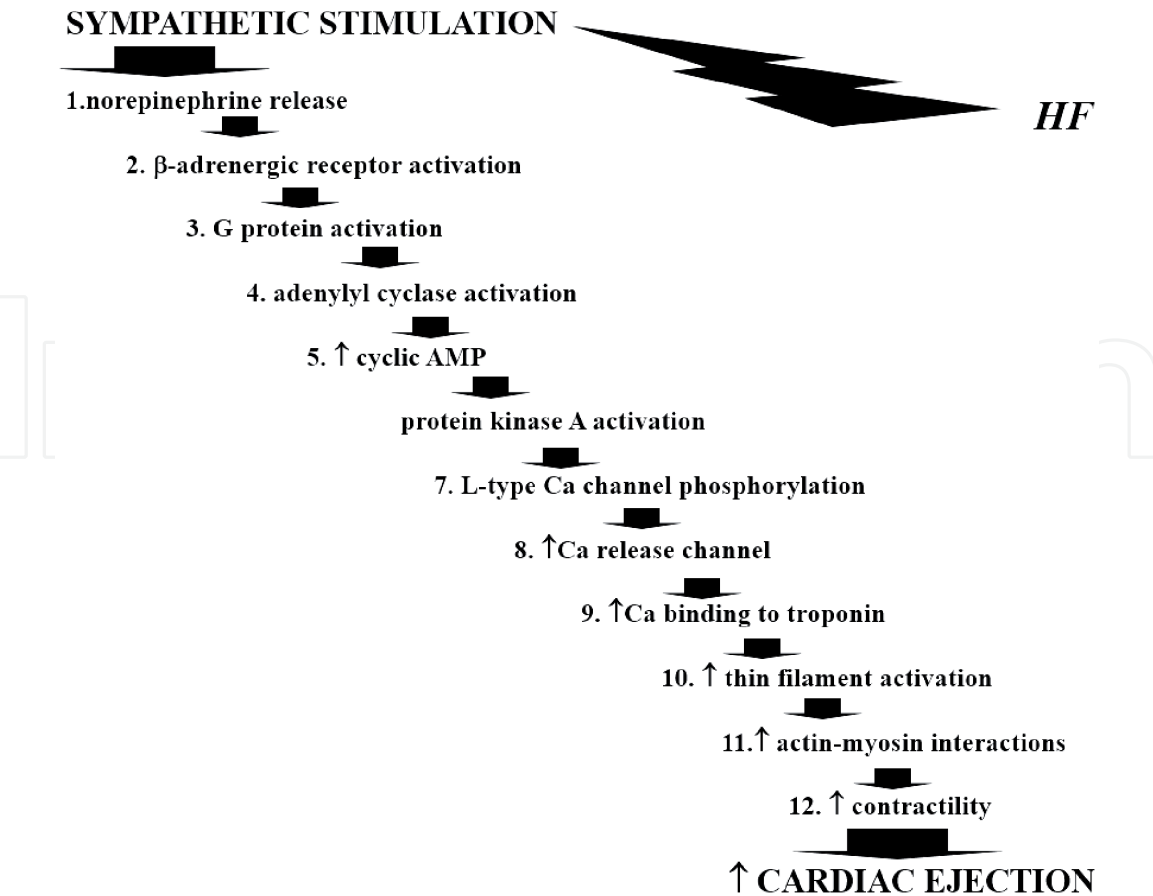 SYMPATHETIC STIMULATION
HF
1.norepinephrine release
2. β-adrenergic receptor activation
3. G protein activation
4. adenylyl cyclase activation
5. ↑ cyclic AMP
protein kinase A activation
7. L-type Ca channel phosphorylation
8. ↑Ca release channel
9. ↑Ca binding to troponin
10. ↑ thin filament activation
11.↑ actin-myosin interactions
12. ↑ contractility
↑ CARDIAC EJECTION